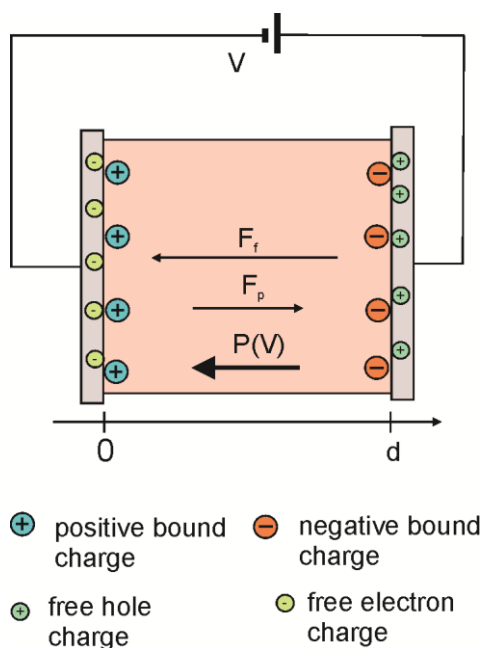 V
- + - +
- +
- + - +
F_f
- F_p
- + - +
P(V)
- + - +
0 d
+ positive bound
charge
- negative bound
charge
+ free hole
charge
- free electron
charge